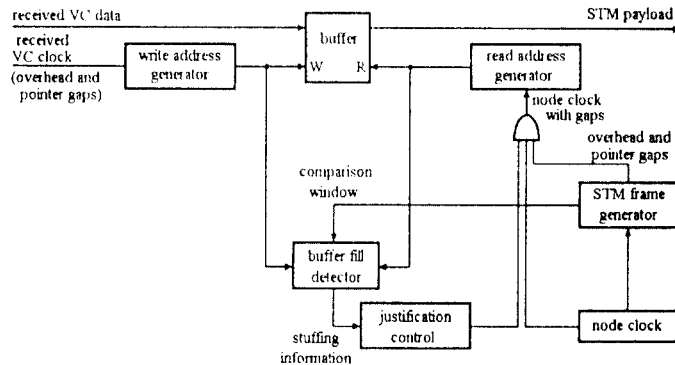 received VC data
STM payload
received
VC clock
(overhead and
pointer gaps)
write address
generator
buffer
W
R
read address
generator
node clock
with gaps
overhead and
pointer gaps
comparison
window
STM frame
generator
buffer fill
detector
stuffing
information
justification
control
node clock